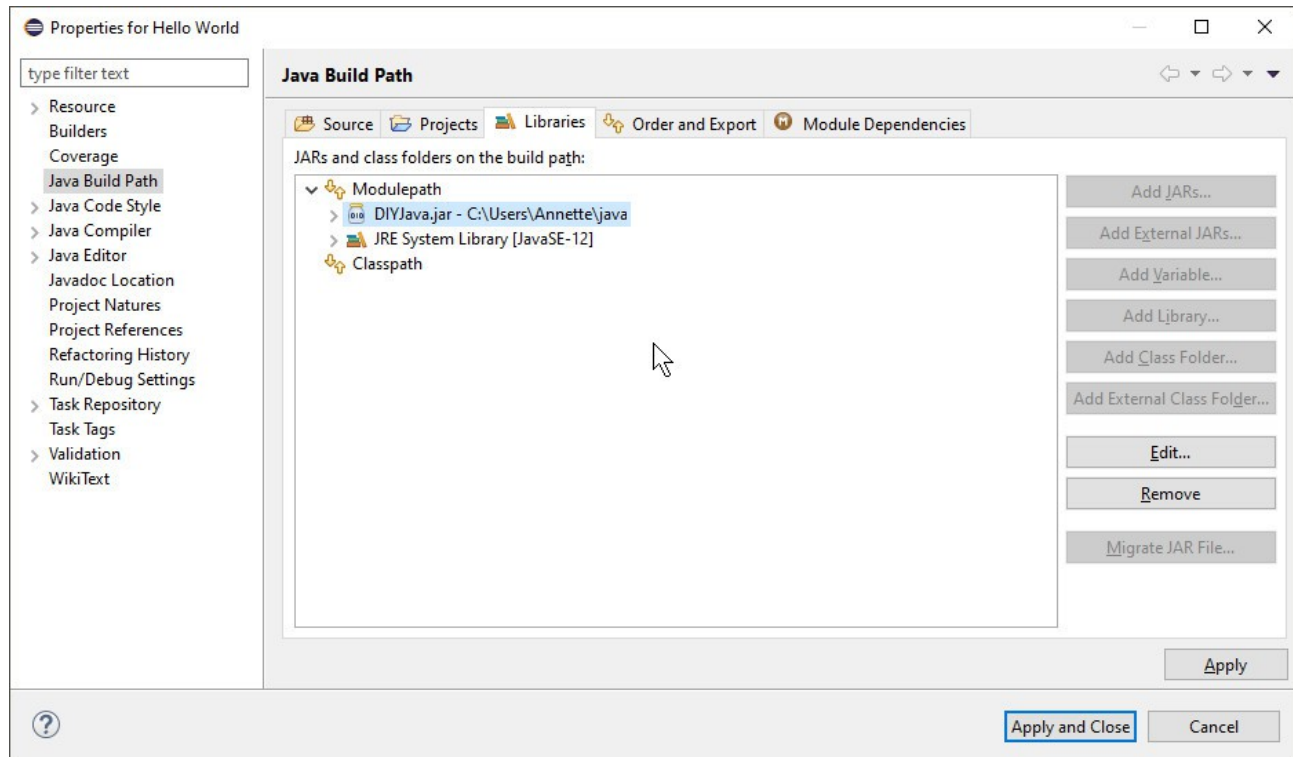 Properties for Hello World
type filter text
Resource
Builders
Coverage
Java Build Path
Java Code Style
Java Compiler
Java Editor
Javadoc Location
Project Natures
Project References
Refactoring History
Run/Debug Settings
Task Repository
Task Tags
Validation
WikiText
Java Build Path
Source Projects Libraries Order and Export Module Dependencies
JARs and class folders on the build path:
Modulepath
DIYJava.jar - C:\Users\Annette\java
JRE System Library [JavaSE-12]
Classpath
Add JARs...
Add External JARs...
Add Variable...
Add Library...
Add Class Folder...
Add External Class Folder...
Edit...
Remove
Migrate JAR File...
Apply
Apply and Close Cancel